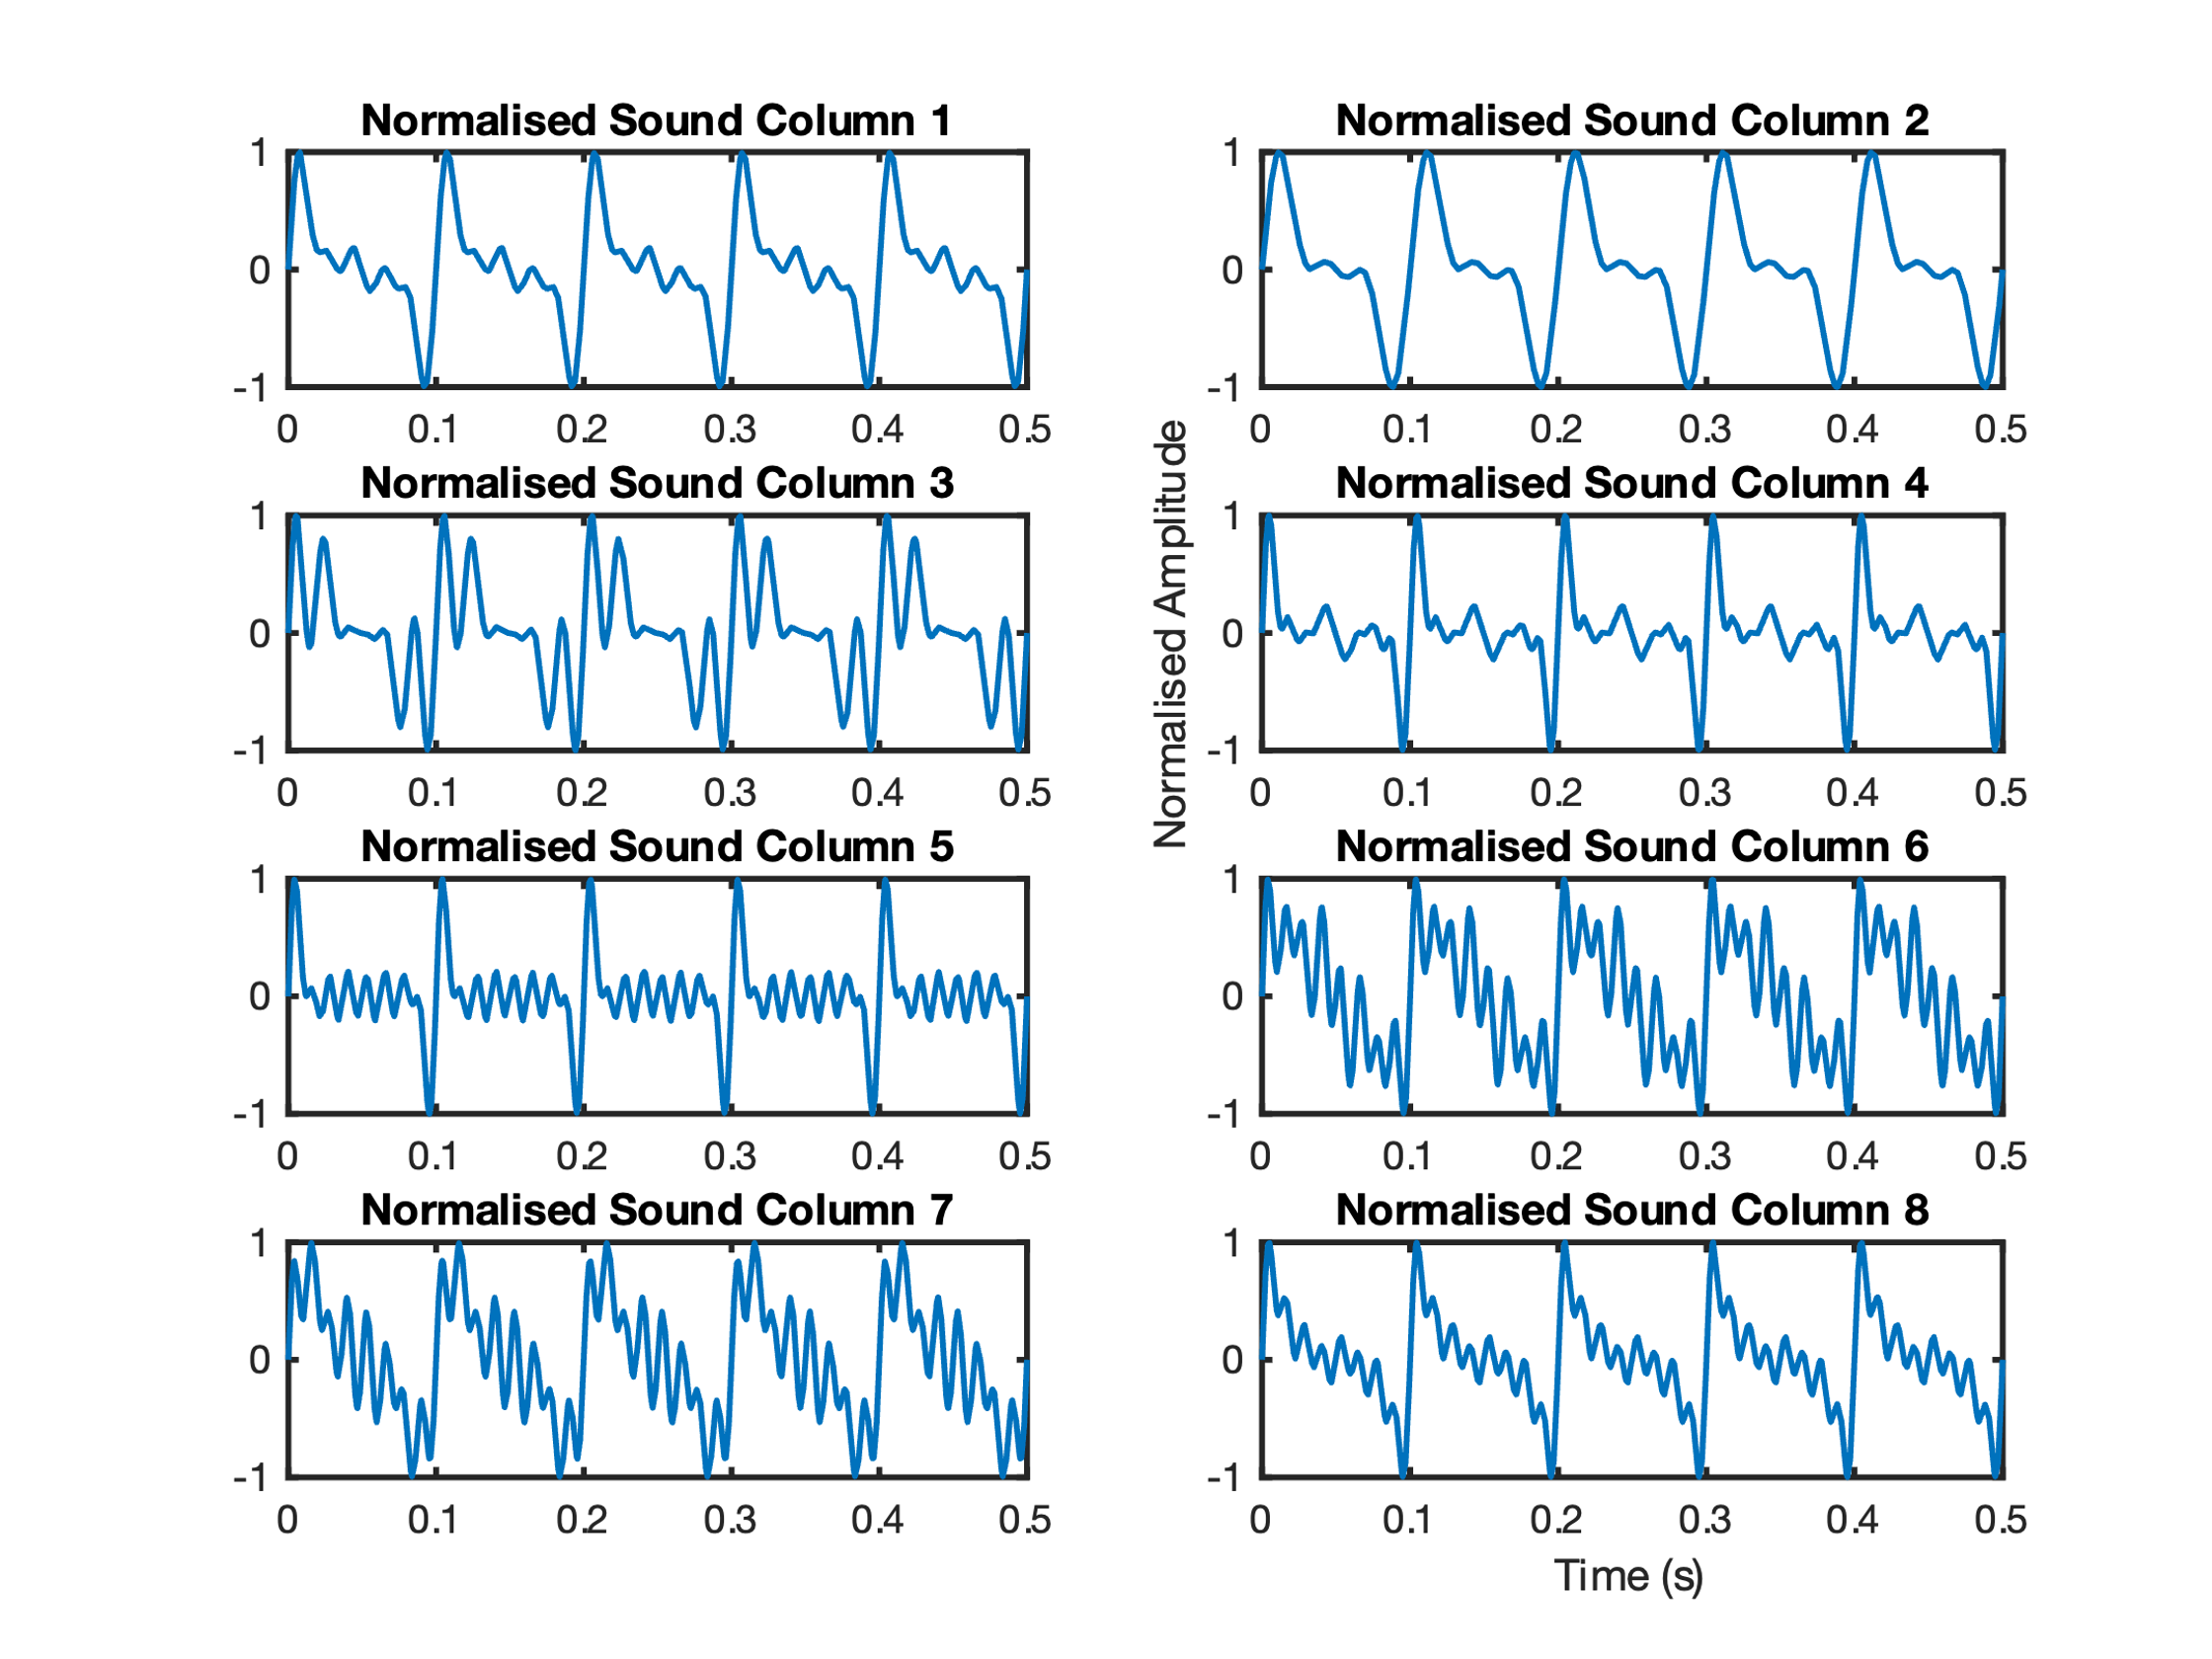 Normalised Sound Column 1
1
0
-1
0 0.1 0.2 0.3 0.4 0.5
Normalised Sound Column 2
1
0
-1
0 0.1 0.2 0.3 0.4 0.5
Normalised Sound Column 3
1
0
-1
0 0.1 0.2 0.3 0.4 0.5
Normalised Amplitude
Normalised Sound Column 4
1
0
-1
0 0.1 0.2 0.3 0.4 0.5
Normalised Sound Column 5
1
0
-1
0 0.1 0.2 0.3 0.4 0.5
Normalised Sound Column 6
1
0
-1
0 0.1 0.2 0.3 0.4 0.5
Normalised Sound Column 7
1
0
-1
0 0.1 0.2 0.3 0.4 0.5
Normalised Sound Column 8
1
0
-1
0 0.1 0.2 0.3 0.4 0.5
Time (s)